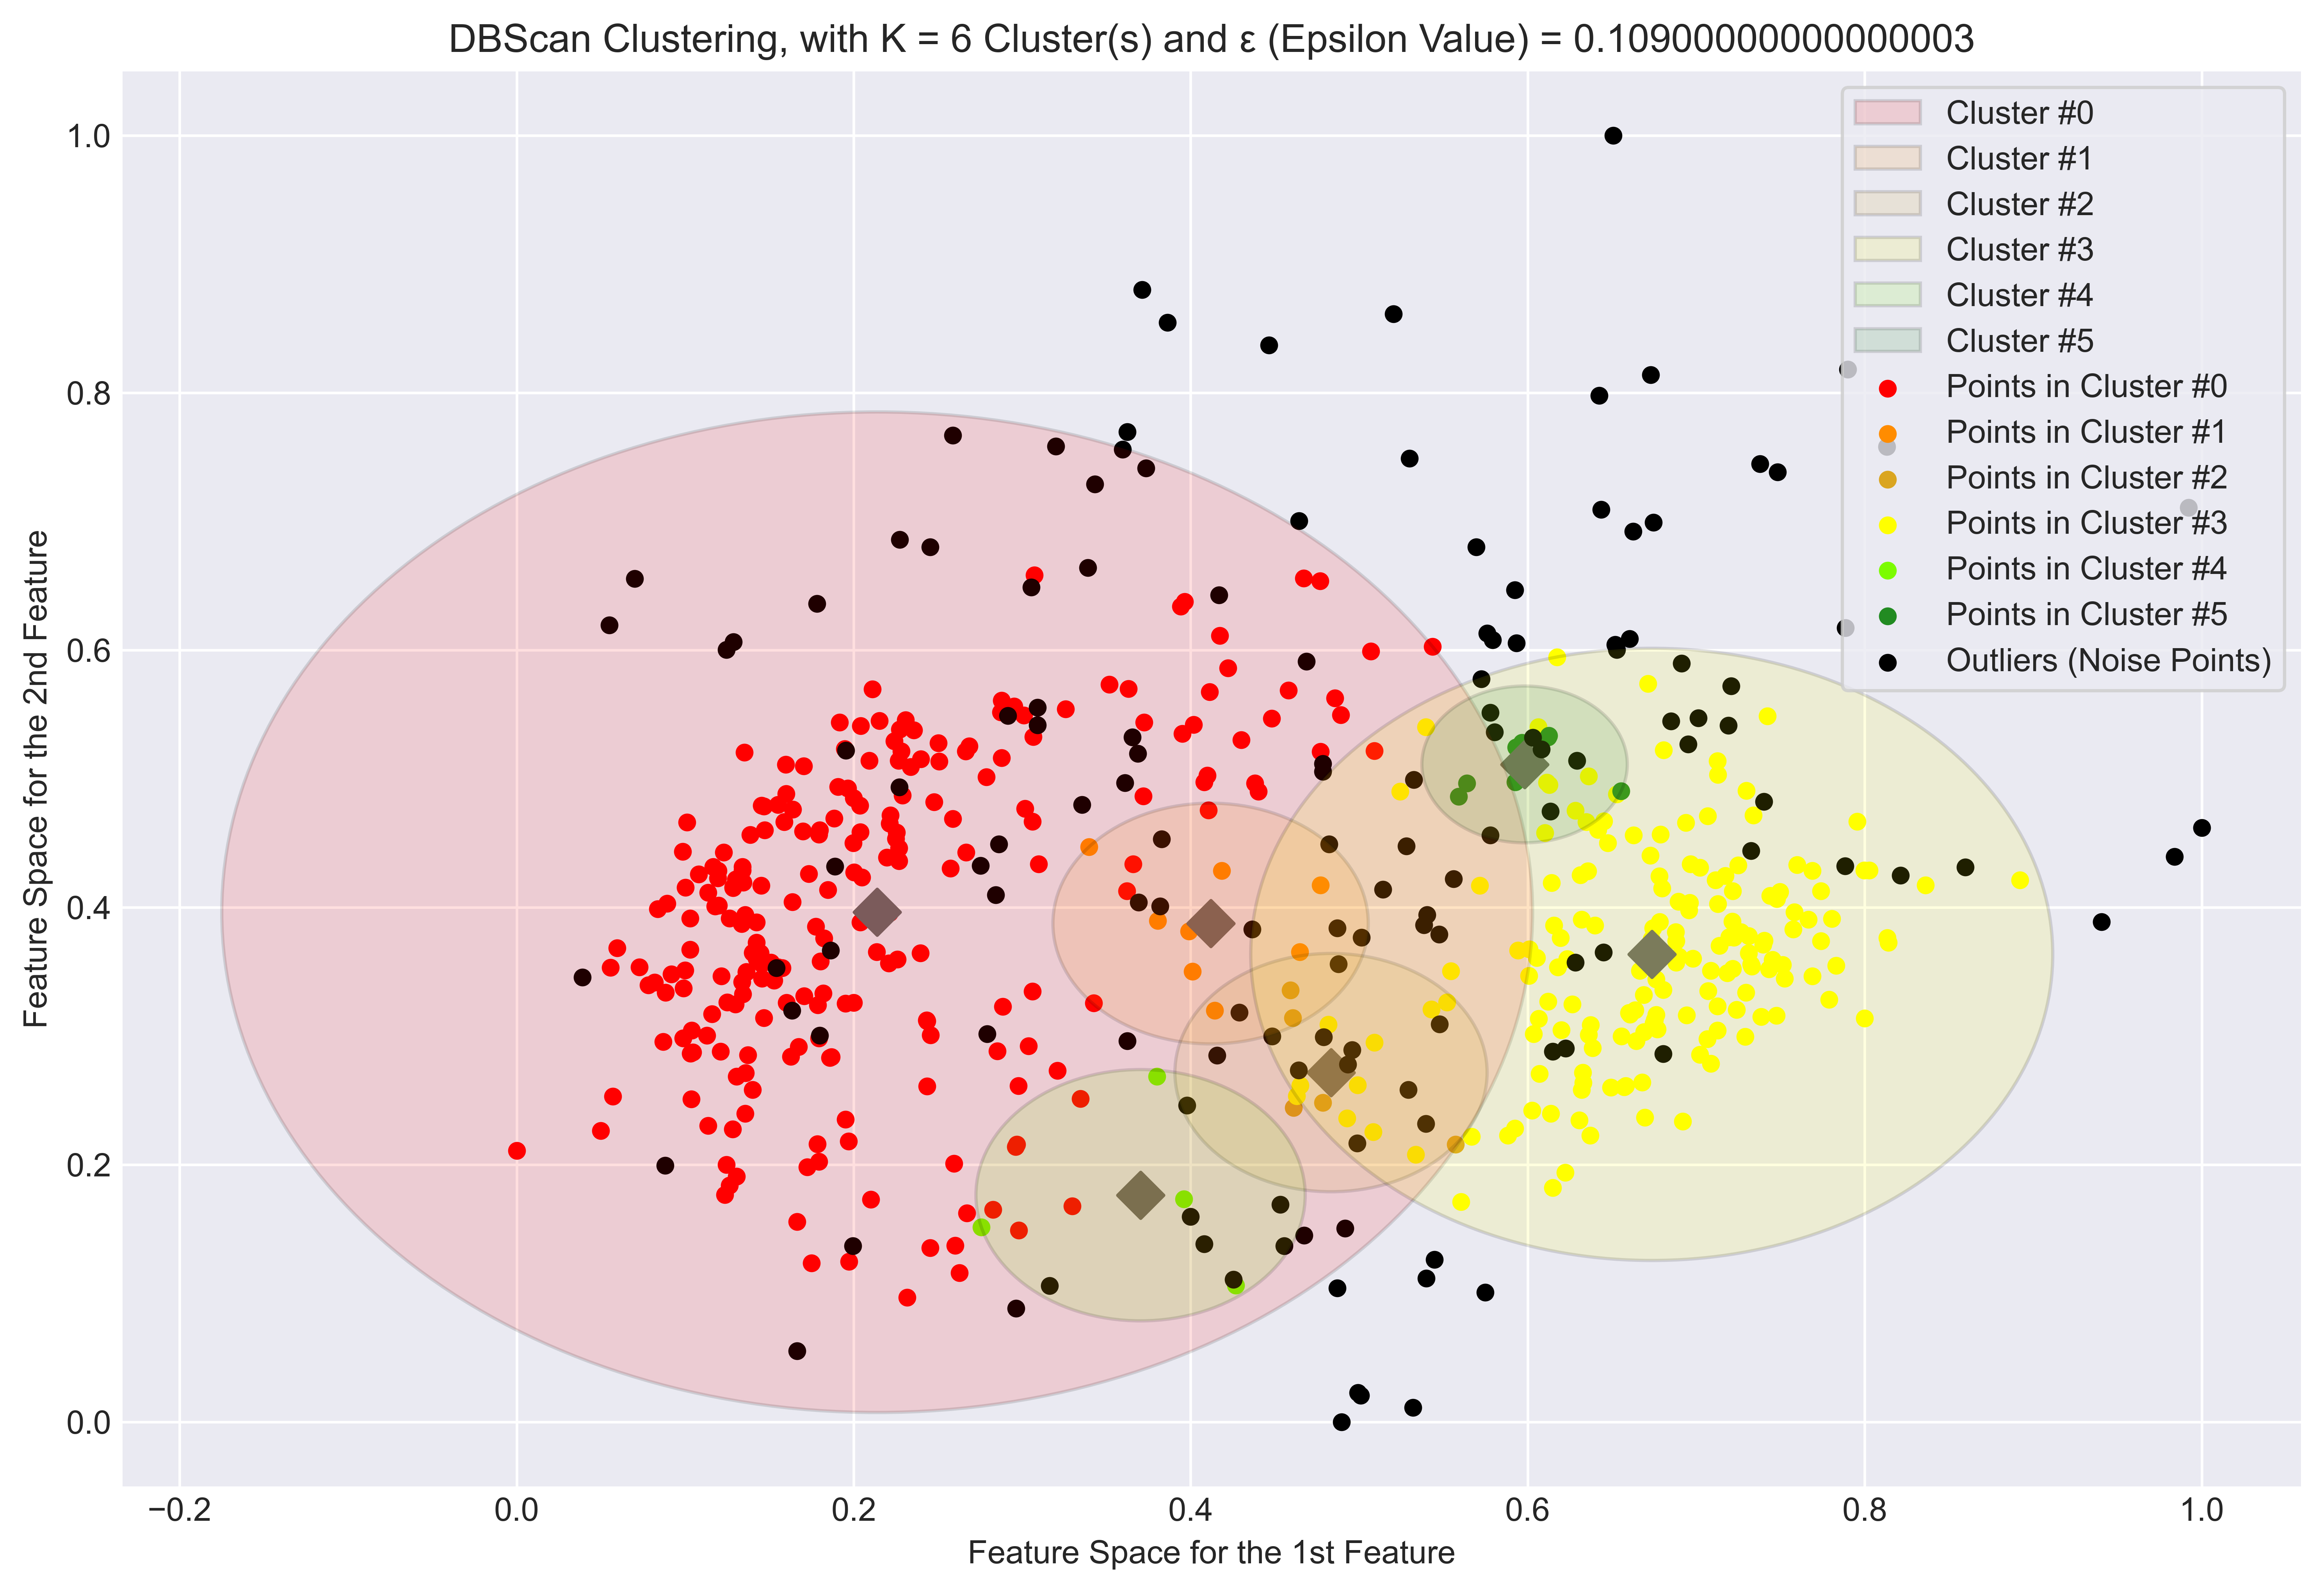 DBScan Clustering, with K = 6 Cluster(s) and ε (Epsilon Value) = 0.10900000000000003
Cluster #0
Cluster #1
Cluster #2
Cluster #3
Cluster #4
Cluster #5
Points in Cluster #0
Points in Cluster #1
Points in Cluster #2
Points in Cluster #3
Points in Cluster #4
Points in Cluster #5
Outliers (Noise Points)
1.0
0.8
0.6
0.4
0.2
0.0
Feature Space for the 2nd Feature
−0.2
0.0
0.2
0.4
0.6
0.8
1.0
Feature Space for the 1st Feature